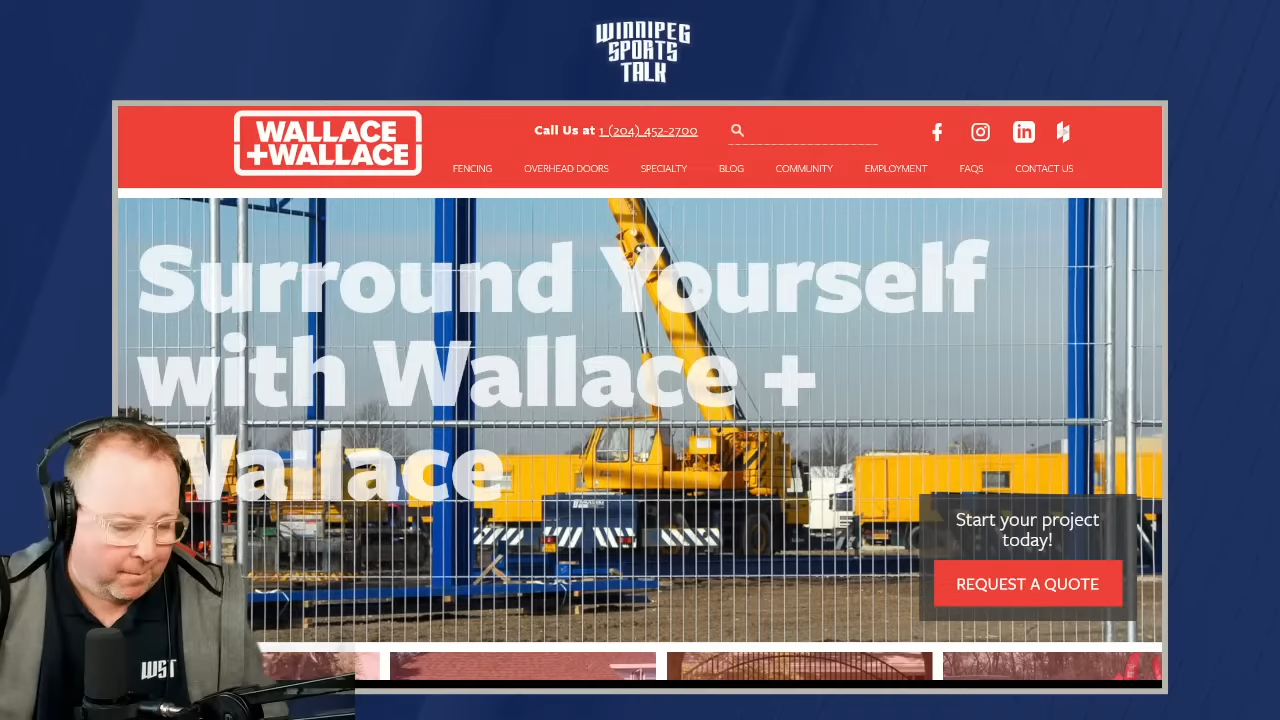 WINNIPEG
SPORTS
TALK
WALLACE
+WALLACE
Call Us at 1 (204) 452-2700
FENCING OVERHEAD DOORS SPECIALTY BLOG COMMUNITY EMPLOYMENT FAQS CONTACT US
Surround Yourself
with Wallace +
Wallace
Start your project
today!
REQUEST A QUOTE
WST